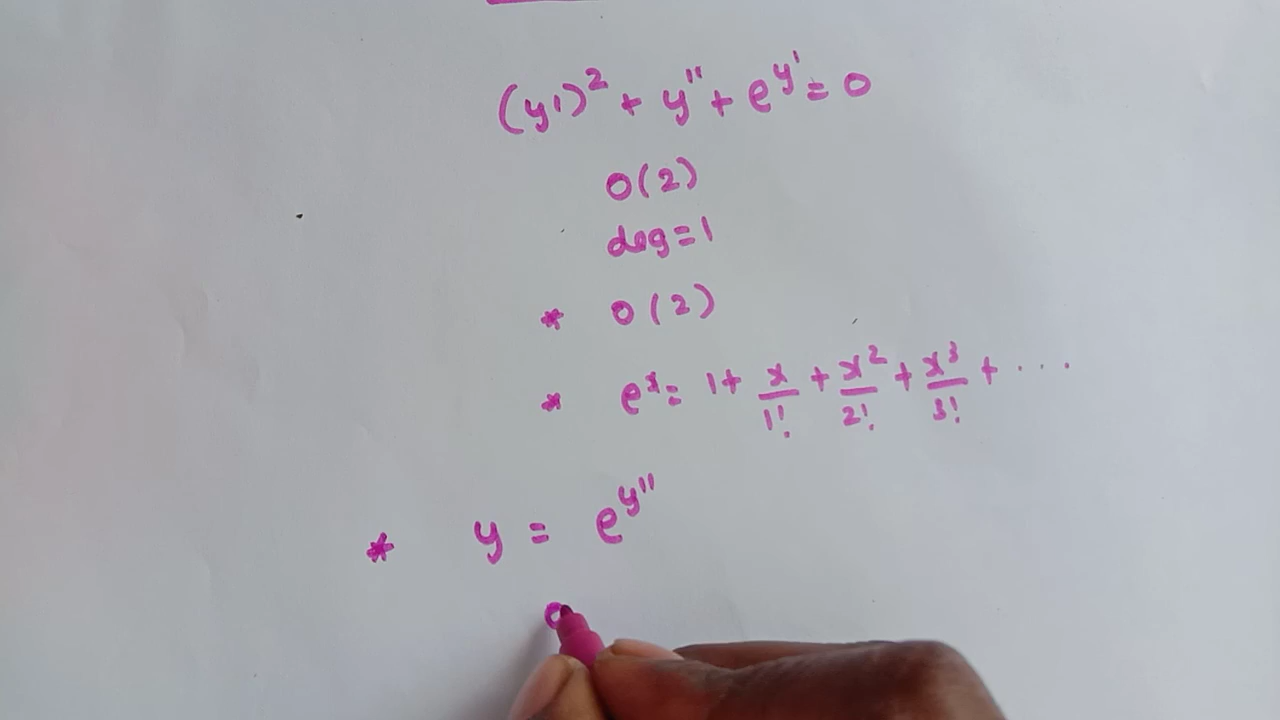 (y')² + y'' + e^y' = 0
O(2)
deg = 1
* O(2)
* e^x = 1 + x/1! + x²/2! + x³/3! + ....
* y = e^y''
O